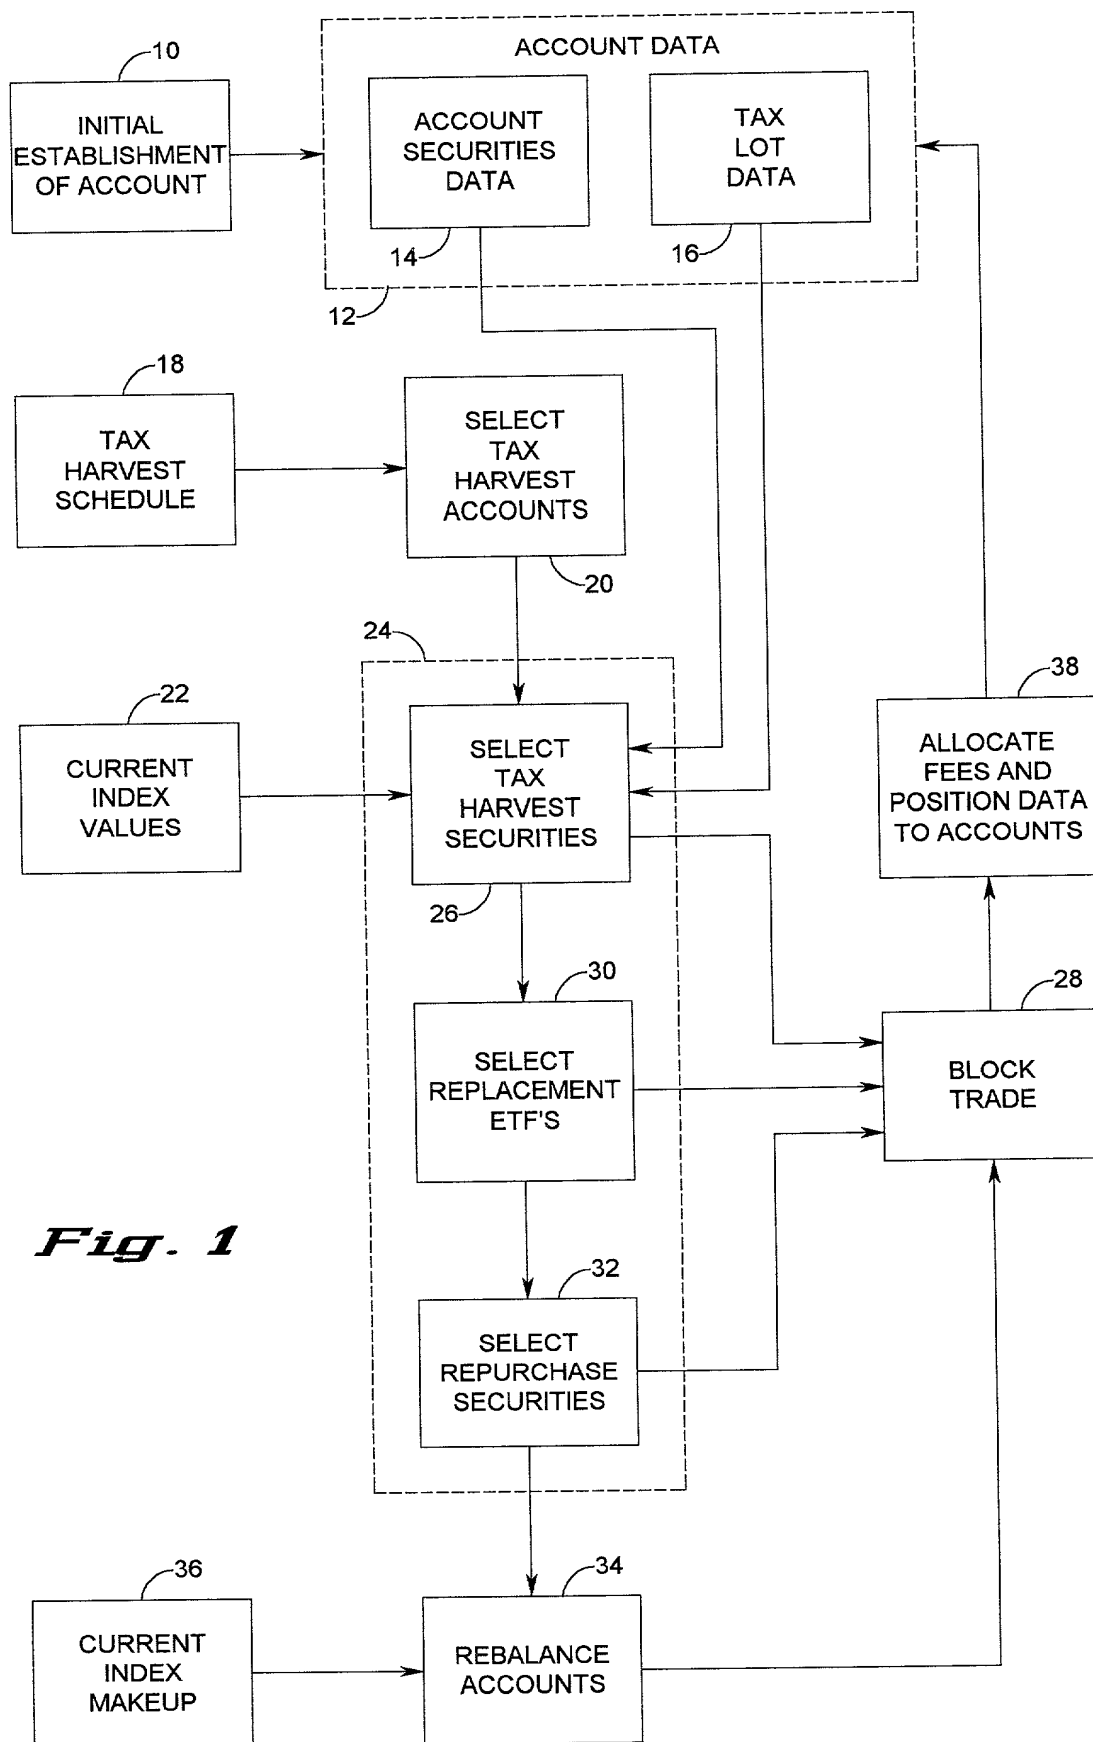 10
INITIAL
ESTABLISHMENT
OF ACCOUNT
ACCOUNT DATA
ACCOUNT
SECURITIES
DATA
14
TAX
LOT
DATA
16
12
18
TAX
HARVEST
SCHEDULE
SELECT
TAX
HARVEST
ACCOUNTS
20
24
22
CURRENT
INDEX
VALUES
SELECT
TAX
HARVEST
SECURITIES
26
38
ALLOCATE
FEES AND
POSITION DATA
TO ACCOUNTS
30
SELECT
REPLACEMENT
ETF'S
28
BLOCK
TRADE
Fig. 1
32
SELECT
REPURCHASE
SECURITIES
36
CURRENT
INDEX
MAKEUP
34
REBALANCE
ACCOUNTS